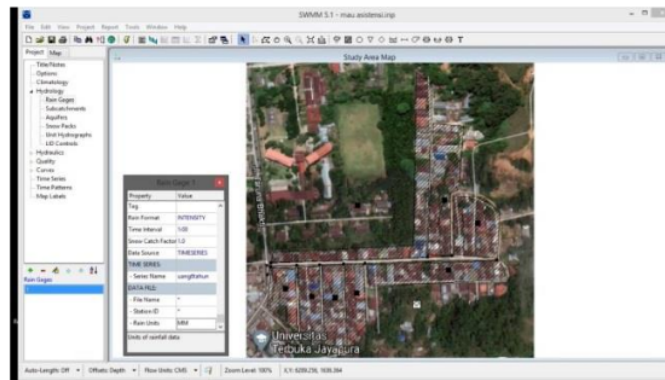 SWMM 5.1 - mau asistensi.inp
File Edit View Project Report Tools Window Help
Project Map
Study Area Map
Title/Notes
Options
Climatology
Hydrology
Rain Gages
Subcatchments
Aquifers
Snow Packs
Unit Hydrographs
LID Controls
Hydraulics
Quality
Curves
Time Series
Time Patterns
Map Labels
Rain Gages
Rain Gage 1
Property Value
Tag
Rain Format INTENSITY
Time Interval 1:00
Snow Catch Factor 1.0
Data Source TIMESERIES
TIME SERIES:
- Series Name
DATA FILE:
- File Name *
- Station ID *
- Rain Units MM
Units of rainfall data
Universitas
Terbuka Jayapura
Auto-Length: Off Offsets: Depth Flow Units: CMS Zoom Level: 100%